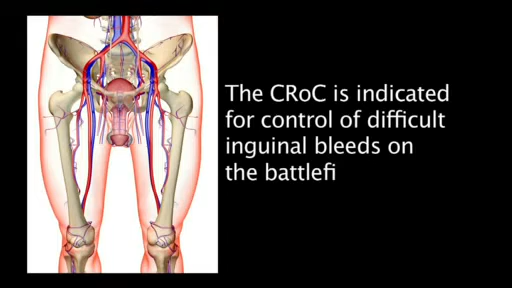 The CRoC is indicated
for control of difficult
inguinal bleeds on
the battlefi